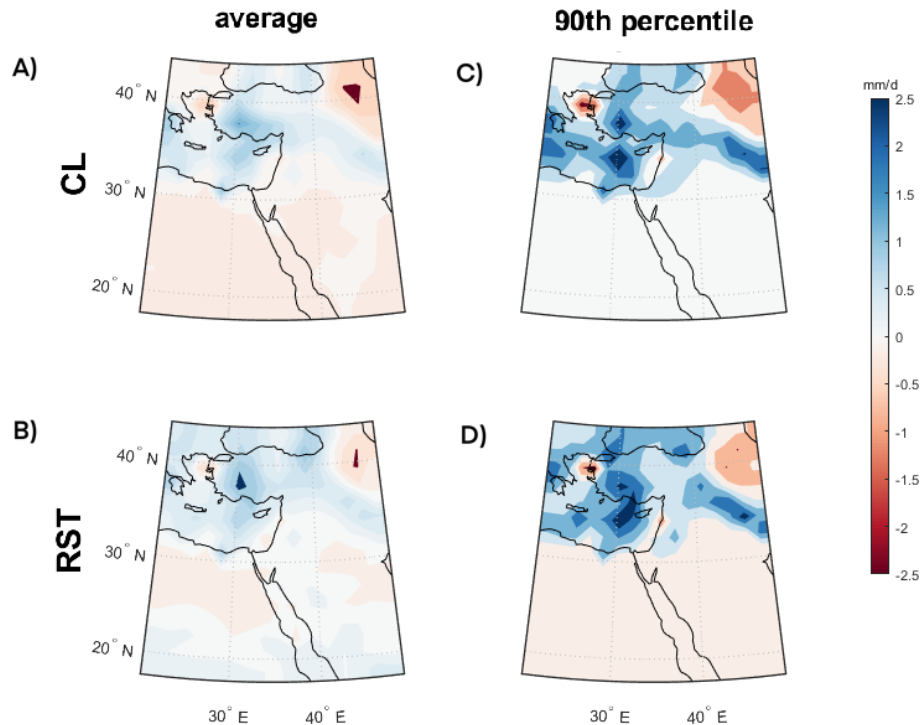 average
90th percentile
A)
C)
mm/d
40° N
30° N
20° N
CL
2.5
2
1.5
1
0.5
0
-0.5
-1
-1.5
-2
-2.5
B)
D)
40° N
30° N
20° N
RST
30° E
40° E
30° E
40° E